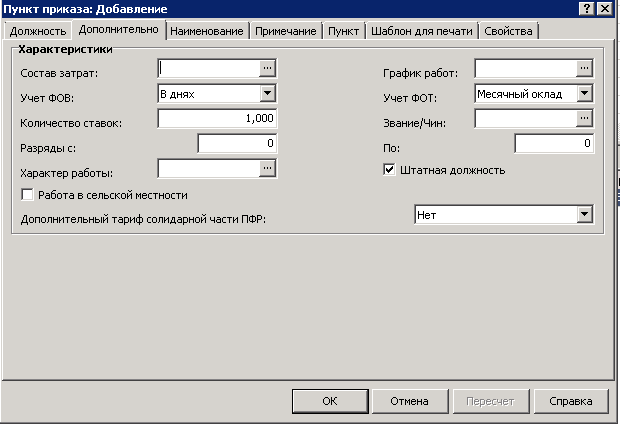 Пункт приказа: Добавление
Должность Дополнительно Наименование Примечание Пункт Шаблон для печати Свойства
Характеристики
Состав затрат: ... График работ: ...
Учет ФОВ: В днях Учет ФОТ: Месячный оклад
Количество ставок: 1,000 Звание/Чин: ...
Разряды с: 0 По: 0
Характер работы: ... Штатная должность
Работа в сельской местности
Дополнительный тариф солидарной части ПФР: Нет
OK Отмена Пересчет Справка